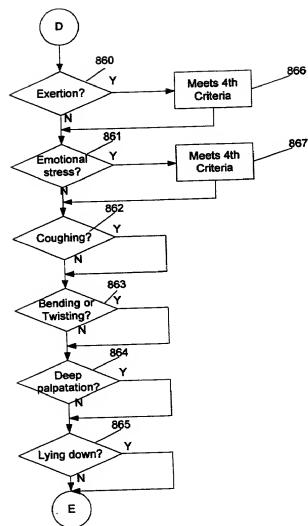 D
860
Exertion?
Y
Meets 4th
Criteria
866
N
861
Emotional
stress?
Y
Meets 4th
Criteria
867
N
862
Coughing?
Y
N
863
Bending or
Twisting?
Y
N
864
Deep
palpatation?
Y
N
865
Lying down?
Y
N
E